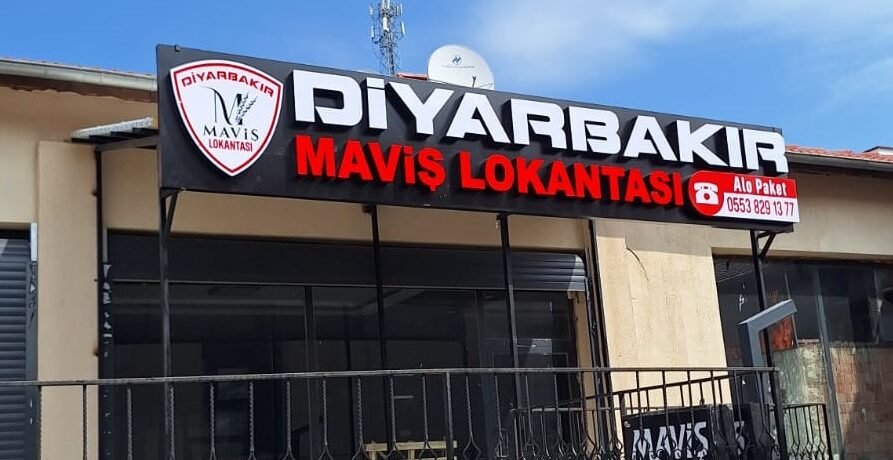 DİYARBAKIR
MAVİŞ
LOKANTASI
DİYARBAKIR
MAVİŞ LOKANTASI
Alo Paket
0553 829 13 77
MAVİŞ